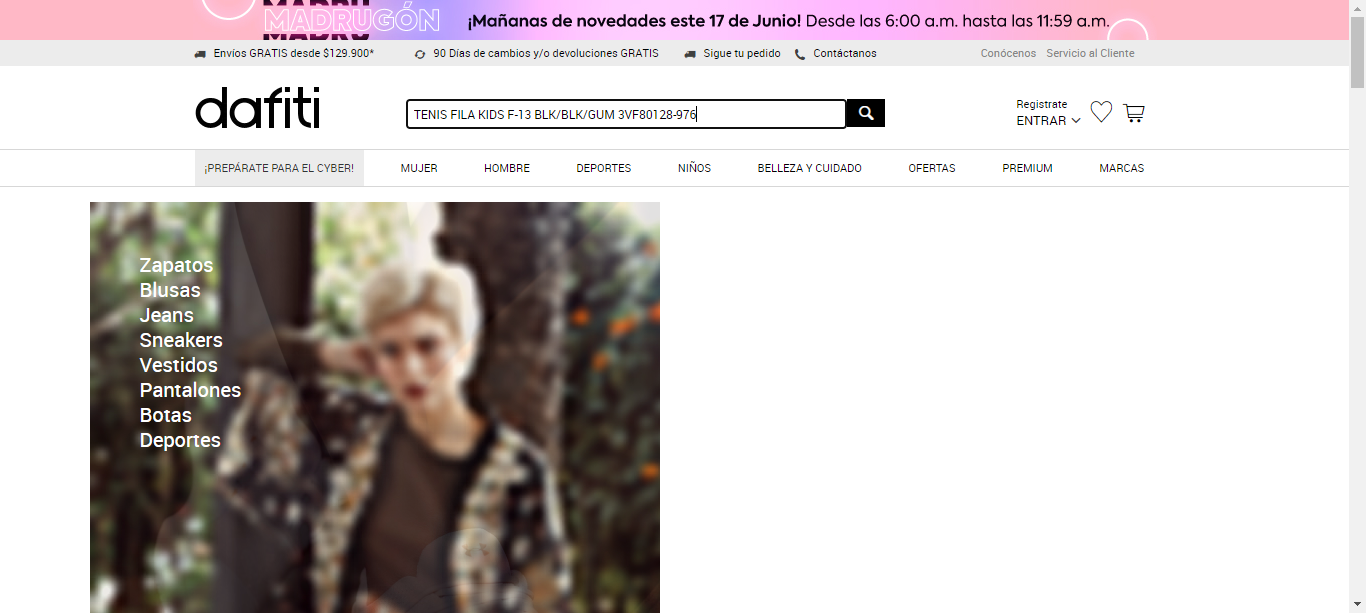 MADRUGÓN
MADRUGÓN ¡Mañanas de novedades este 17 de Junio! Desde las 6:00 a.m. hasta las 11:59 a.m.
Envíos GRATIS desde $129.900* 90 Días de cambios y/o devoluciones GRATIS Sigue tu pedido Contáctanos Conócenos Servicio al Cliente
dafiti
TENIS FILA KIDS F-13 BLK/BLK/GUM 3VF80128-976
Registrate
ENTRAR
¡PREPÁRATE PARA EL CYBER! MUJER HOMBRE DEPORTES NIÑOS BELLEZA Y CUIDADO OFERTAS PREMIUM MARCAS
Zapatos
Blusas
Jeans
Sneakers
Vestidos
Pantalones
Botas
Deportes